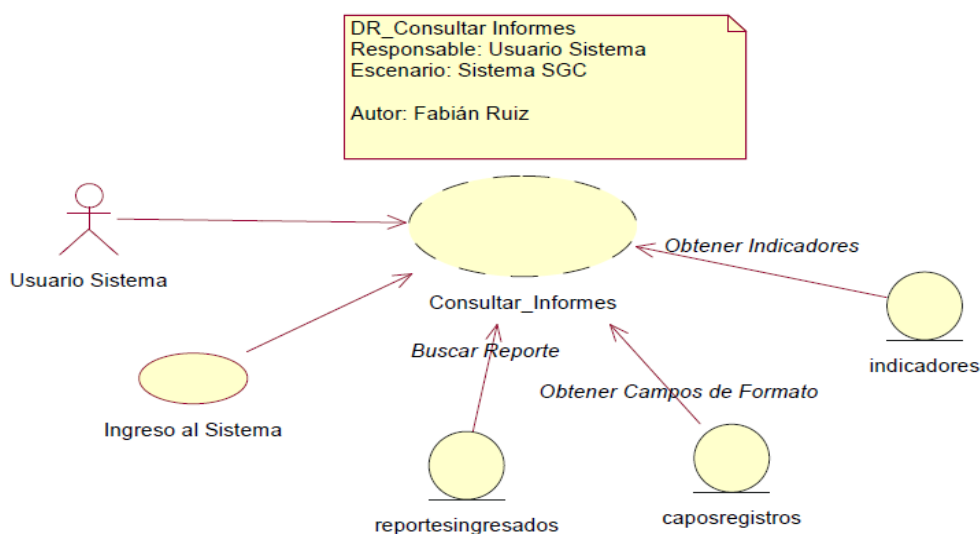 DR_Consultar Informes
Responsable: Usuario Sistema
Escenario: Sistema SGC
Autor: Fabián Ruiz
Obtener Indicadores
Usuario Sistema
Consultar_Informes
Buscar Reporte
indicadores
Obtener Campos de Formato
Ingreso al Sistema
caposregistros
reportesingresados